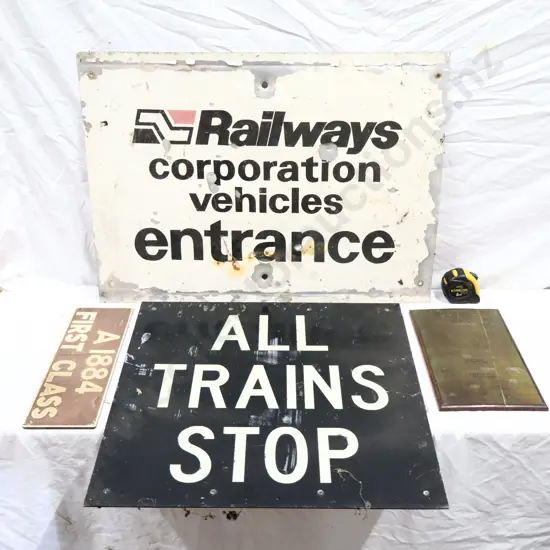 Railways
corporation
vehicles
entrance
A 1884
FIRST CLASS
ALL
TRAINS
STOP